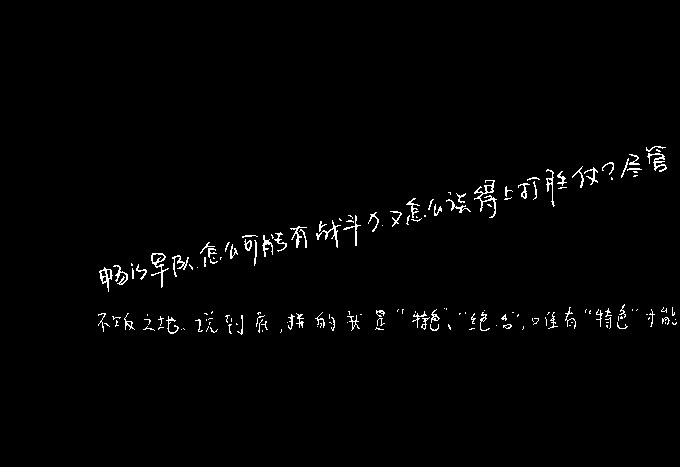 畅的军队,怎么可能有战斗力,又怎么谈得上打胜仗?尽管
不败之地。说到底,拼的就是“特色”、“绝活”,唯有“特色”才能